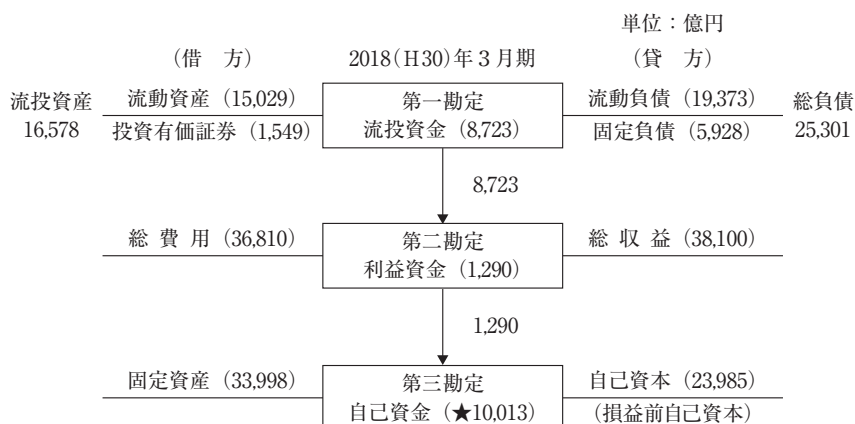 単位：億円
（借　方）　2018（H30）年3月期　（貸　方）
流投資産　流動資産（15,029）　第一勘定　流動負債（19,373）　総負債
16,578　投資有価証券（1,549）　流投資金（8,723）　固定負債（5,928）　25,301
8,723
総 費 用（36,810）　第二勘定　総 収 益（38,100）
利益資金（1,290）
1,290
固定資産（33,998）　第三勘定　自己資本（23,985）
自己資金（★10,013）　（損益前自己資本）